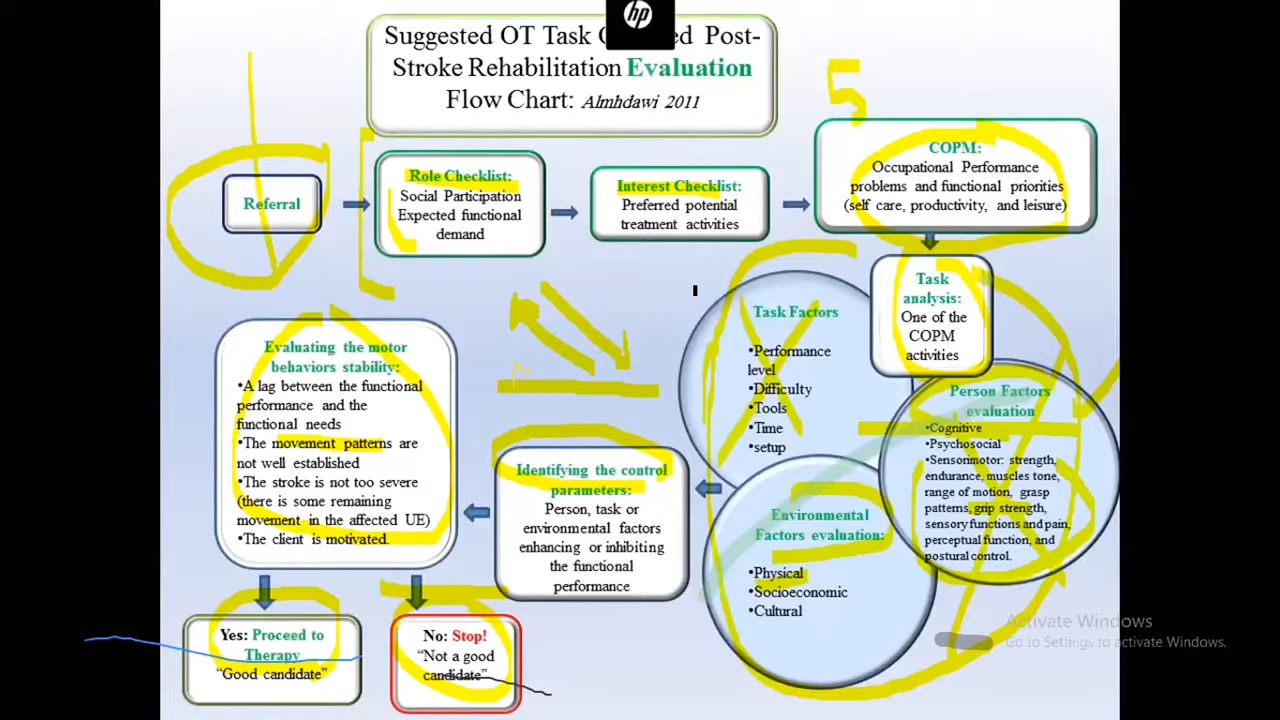 hp
Suggested OT Task O ed Post-
Stroke Rehabilitation Evaluation
Flow Chart: Almhdawi 2011
5
Referral
Role Checklist:
Social Participation
Expected functional
demand
Interest Checklist:
Preferred potential
treatment activities
COPM:
Occupational Performance
problems and functional priorities
(self care, productivity, and leisure)
Task
analysis:
One of the
COPM
activities
Task Factors
•Performance
level
•Difficulty
•Tools
•Time
•setup
Person Factors
evaluation
•Cognitive
•Psychosocial
•Sensorimotor: strength,
endurance, muscles tone,
range of motion, grasp
patterns, grip strength,
sensory functions and pain,
perceptual function, and
postural control.
Environmental
Factors evaluation:
•Physical
•Socioeconomic
•Cultural
Identifying the control
parameters:
Person, task or
environmental factors
enhancing or inhibiting
the functional
performance
Evaluating the motor
behaviors stability:
•A lag between the functional
performance and the
functional needs
•The movement patterns are
not well established
•The stroke is not too severe
(there is some remaining
movement in the affected UE)
•The client is motivated.
Yes: Proceed to
Therapy
“Good candidate”
No: Stop!
“Not a good
candidate”
Activate Windows
Go to Settings to activate Windows.